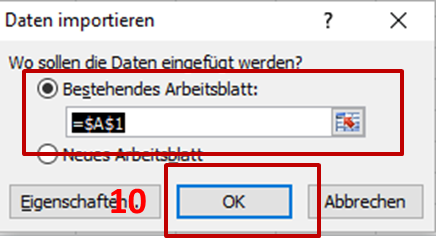 Daten importieren ? ×
Wo sollen die Daten eingefügt werden?
Bestehendes Arbeitsblatt:
=$A$1
Neues Arbeitsblatt
Eigenschaften... 10 OK Abbrechen